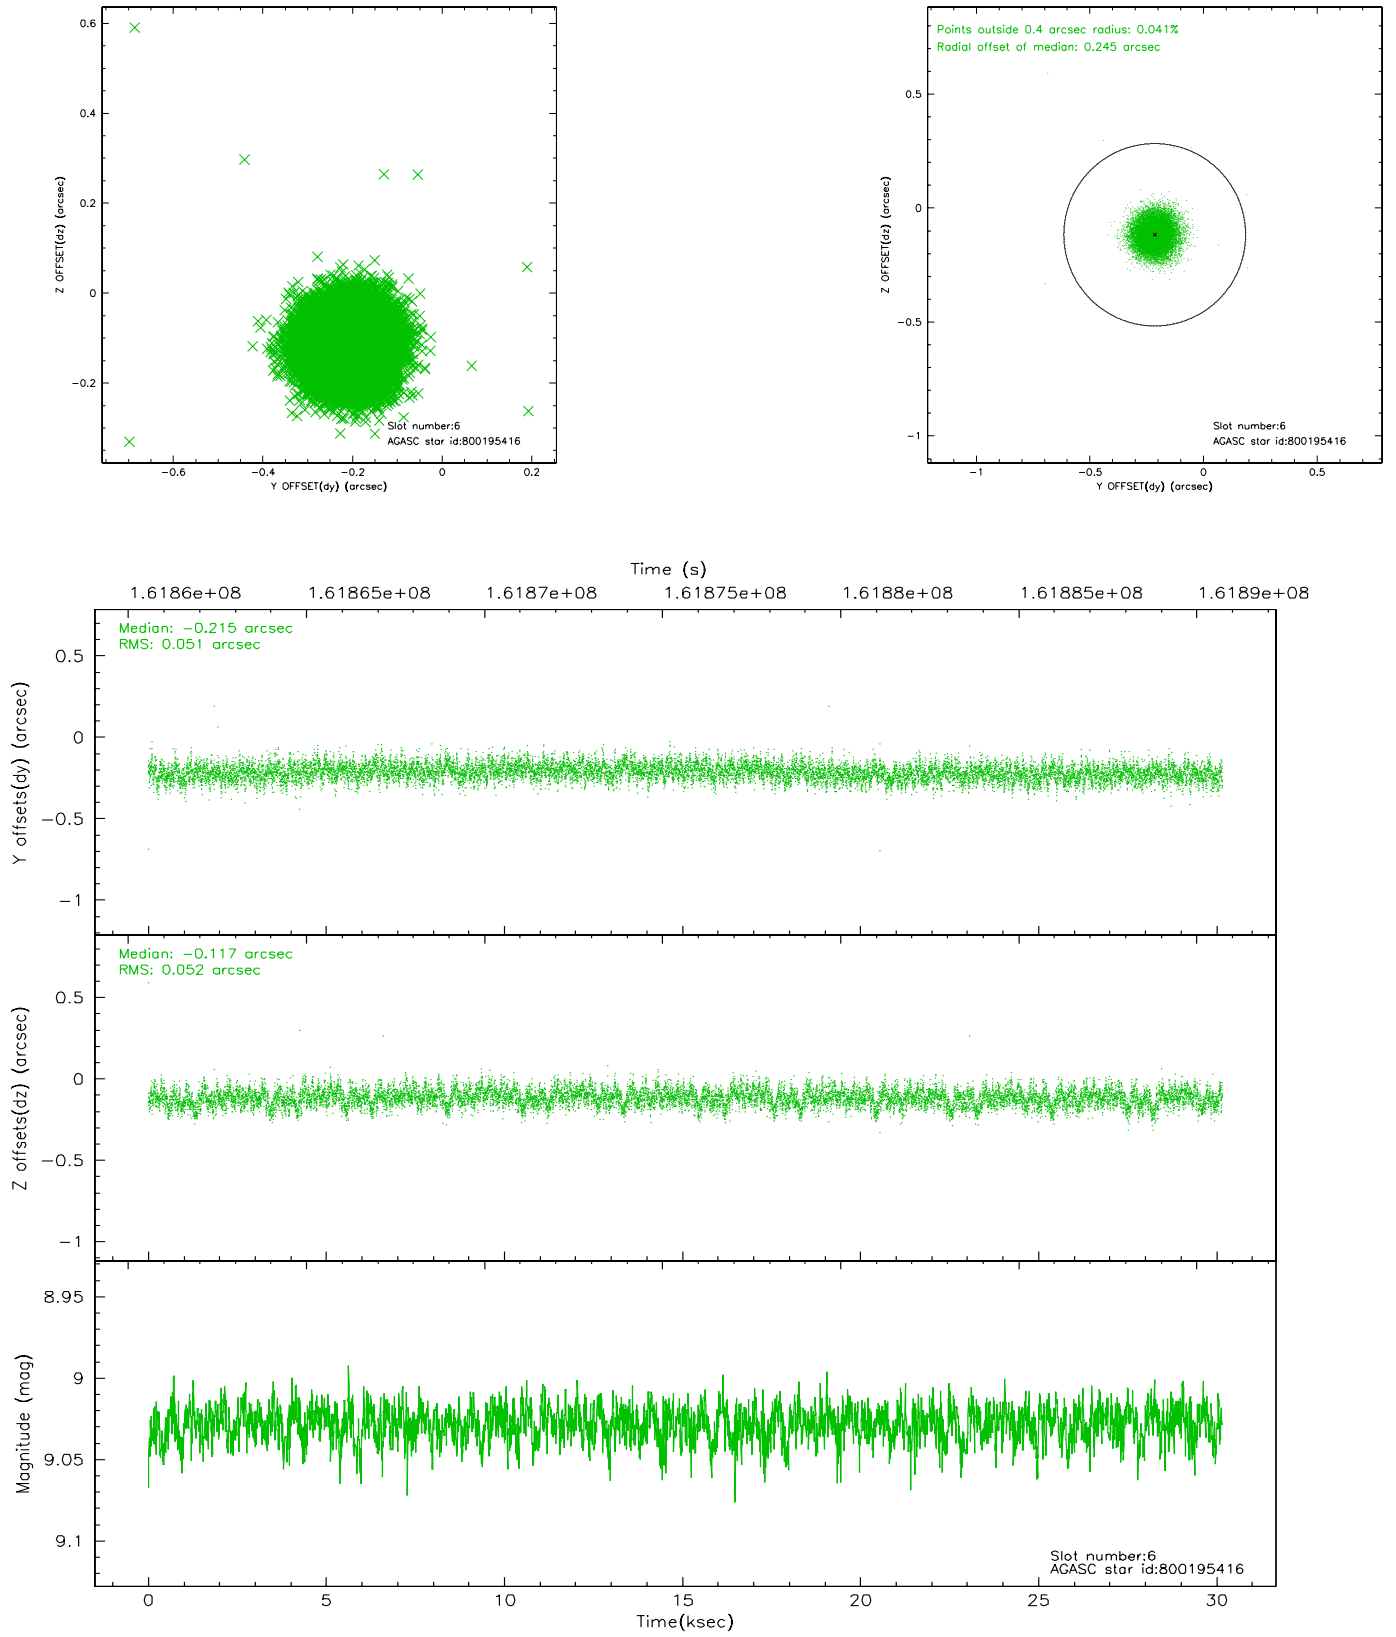 0.6
0.4
0.2
0
−0.2
Z OFFSET(dz) (arcsec)
Slot number:6
AGASC star id:800195416
−0.6 −0.4 −0.2 0 0.2
Y OFFSET(dy) (arcsec)
Points outside 0.4 arcsec radius: 0.041%
Radial offset of median: 0.245 arcsec
0.5
0
−0.5
−1
Z OFFSET(dz) (arcsec)
Slot number:6
AGASC star id:800195416
−1 −0.5 0 0.5
Y OFFSET(dy) (arcsec)
Time (s)
1.6186e+08 1.61865e+08 1.6187e+08 1.61875e+08 1.6188e+08 1.61885e+08 1.6189e+08
Median: −0.215 arcsec
RMS: 0.051 arcsec
0.5
0
−0.5
−1
Y offsets(dy) (arcsec)
Median: −0.117 arcsec
RMS: 0.052 arcsec
0.5
0
−0.5
−1
Z offsets(dz) (arcsec)
8.95
9
9.05
9.1
Magnitude (mag)
Slot number:6
AGASC star id:800195416
0 5 10 15 20 25 30
Time(ksec)